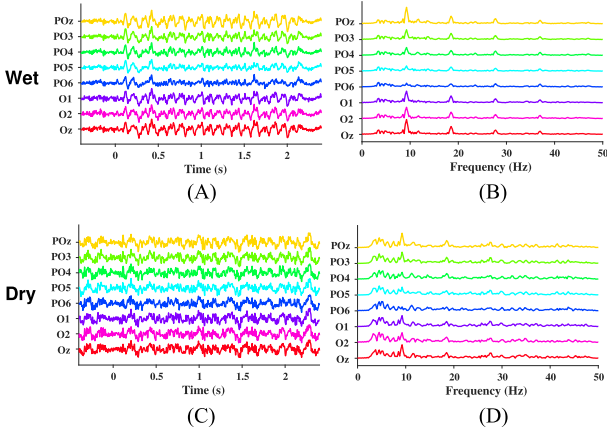 Wet
POz
PO3
PO4
PO5
PO6
O1
O2
Oz
0 0.5 1 1.5 2
Time (s)
(A)
POz
PO3
PO4
PO5
PO6
O1
O2
Oz
0 10 20 30 40 50
Frequency (Hz)
(B)
Dry
POz
PO3
PO4
PO5
PO6
O1
O2
Oz
0 0.5 1 1.5 2
Time (s)
(C)
POz
PO3
PO4
PO5
PO6
O1
O2
Oz
0 10 20 30 40 50
Frequency (Hz)
(D)